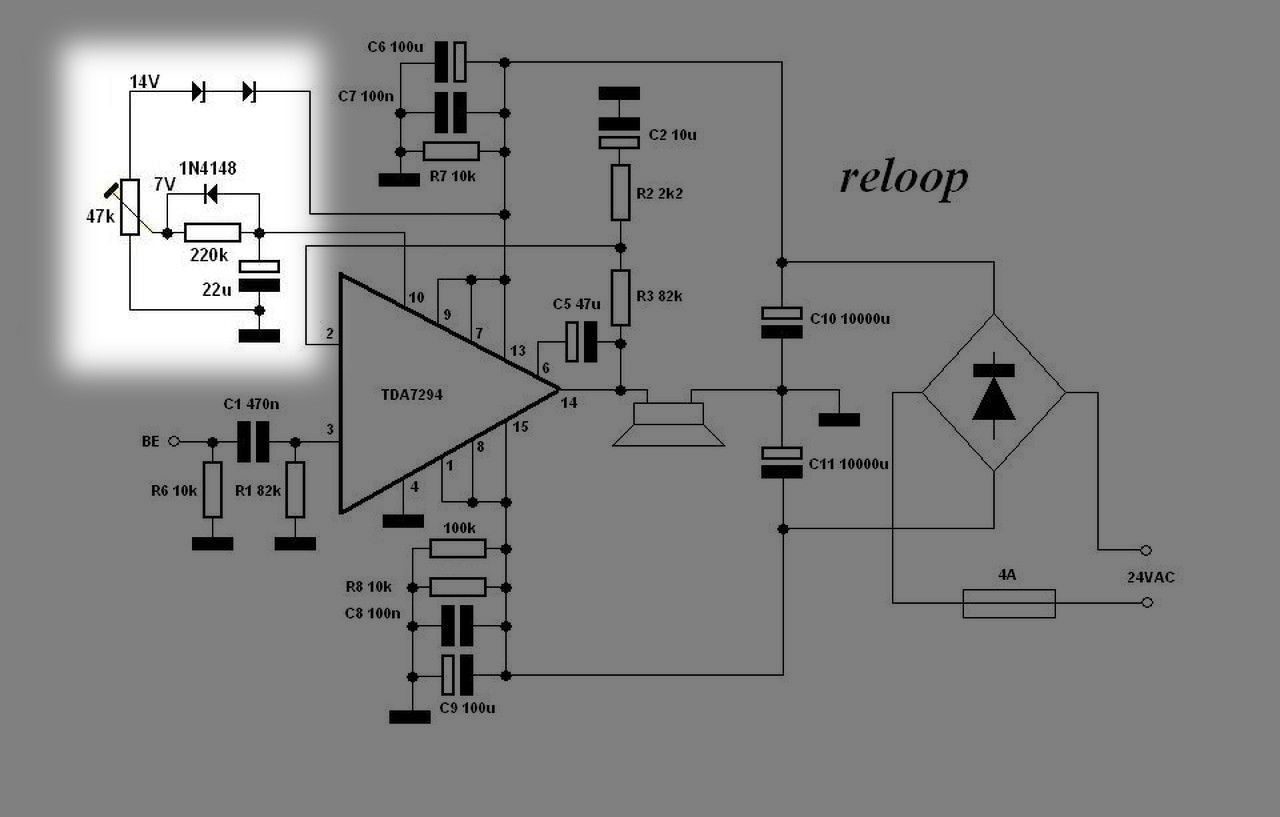 C6 100u
14V
C7 100n
C2 10u
1N4148
R7 10k
reloop
7V
R2 2k2
47k
220k
22u
10
C5 47u
R3 82k
9
C10 10000u
2
7
13
6
TDA7294
14
C1 470n
15
BE
3
8
1
C11 10000u
R6 10k
R1 82k
4
100k
4A
24VAC
R8 10k
C8 100n
C9 100u